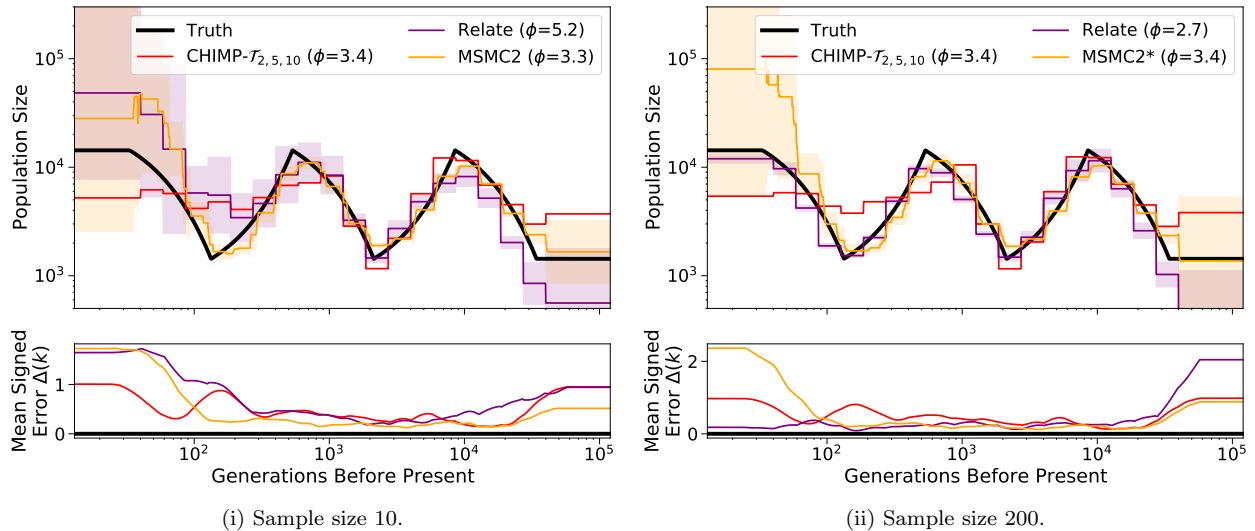 Truth
CHIMP-𝒯2, 5, 10 (ϕ=3.4)
Relate (ϕ=5.2)
MSMC2 (ϕ=3.3)
Population Size
10^5
10^4
10^3
Mean Signed
Error Δ(k)
1
0
10^2
10^3
10^4
10^5
Generations Before Present
(i) Sample size 10.
Truth
CHIMP-𝒯2, 5, 10 (ϕ=3.4)
Relate (ϕ=2.7)
MSMC2* (ϕ=3.4)
Population Size
10^5
10^4
10^3
Mean Signed
Error Δ(k)
2
0
10^2
10^3
10^4
10^5
Generations Before Present
(ii) Sample size 200.